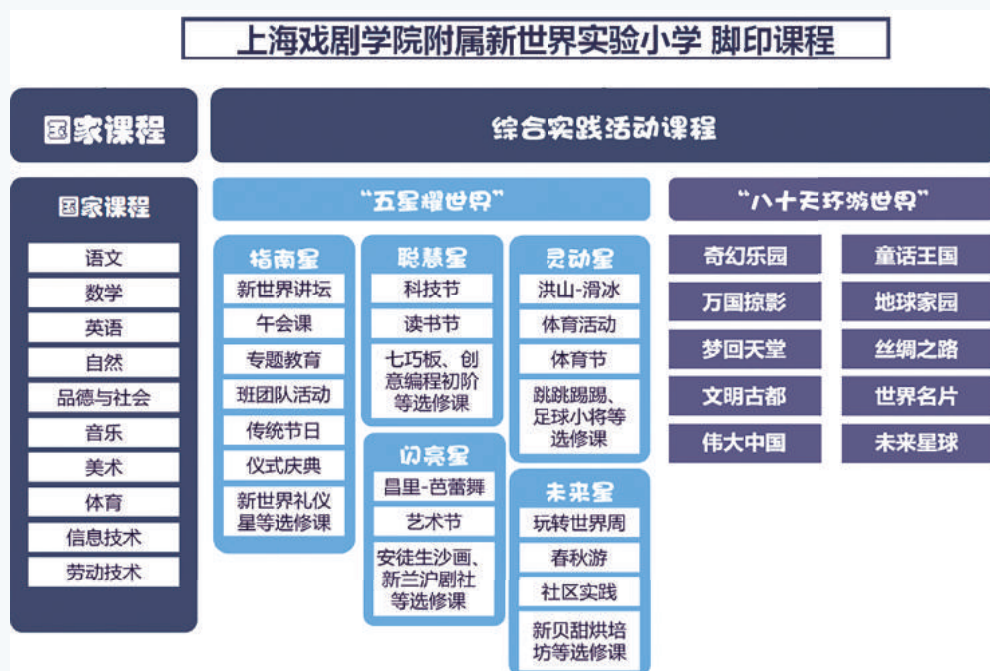 上海戏剧学院附属新世界实验小学 脚印课程
国家课程
综合实践活动课程
国家课程
语文
数学
英语
自然
品德与社会
音乐
美术
体育
信息技术
劳动技术
“五星耀世界”
指南星
新世界讲坛
午会课
专题教育
班团队活动
传统节日
仪式庆典
新世界礼仪
星等选修课
聪慧星
科技节
读书节
七巧板、创
意编程初阶
等选修课
闪亮星
昌里-芭蕾舞
艺术节
安徒生沙画、
新兰沪剧社
等选修课
灵动星
洪山-滑冰
体育活动
体育节
跳跳踢踢、
足球小将等
选修课
未来星
玩转世界周
春秋游
社区实践
新贝甜烘培
坊等选修课
“八十天环游世界”
奇幻乐园
童话王国
万国掠影
地球家园
梦回天堂
丝绸之路
文明古都
世界名片
伟大中国
未来星球